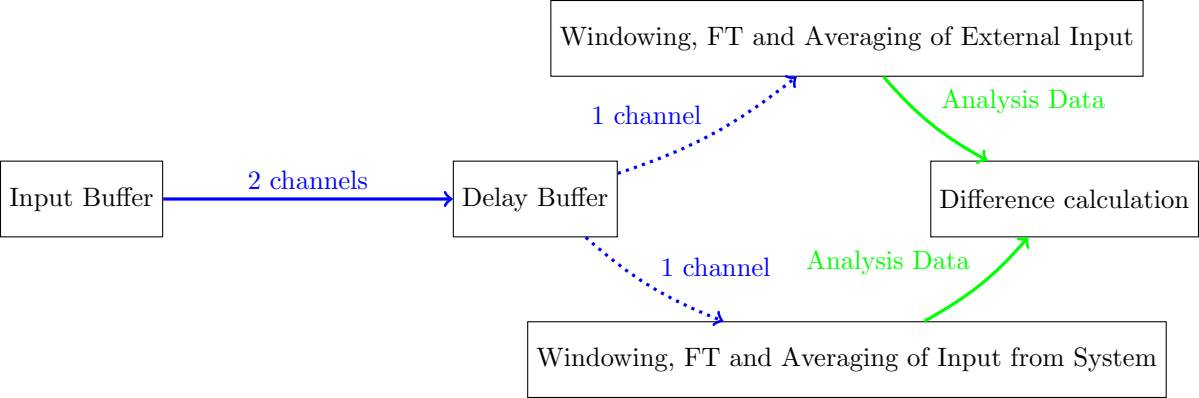 Windowing, FT and Averaging of External Input
Analysis Data
1 channel
2 channels
Input Buffer
Delay Buffer
Difference calculation
1 channel
Analysis Data
Windowing, FT and Averaging of Input from System